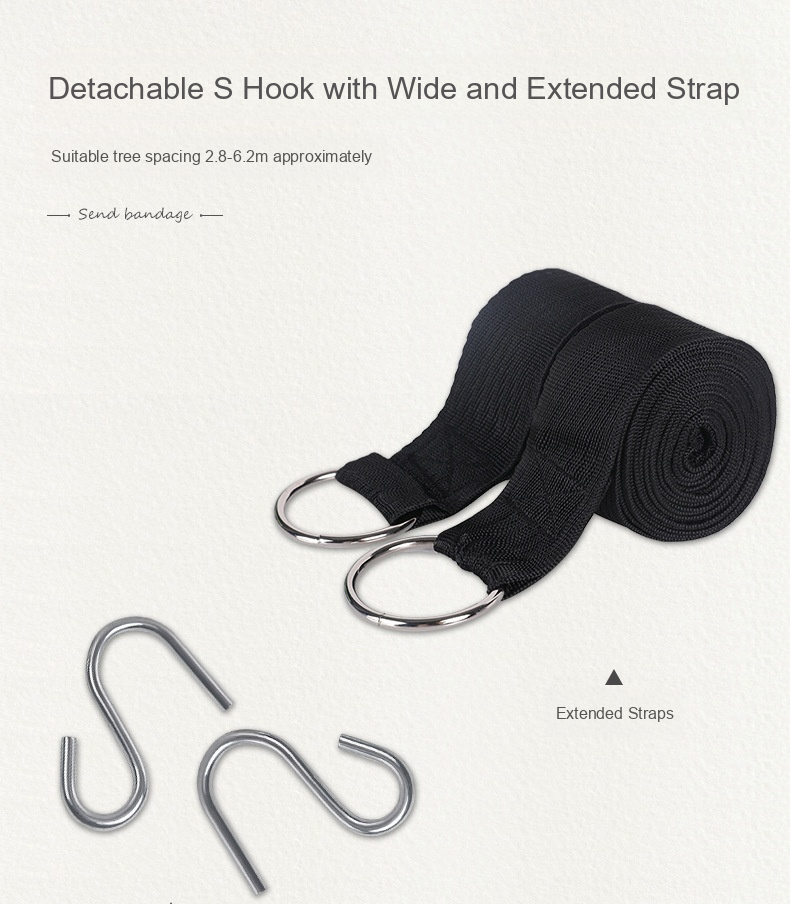 Detachable S Hook with Wide and Extended Strap
Suitable tree spacing 2.8-6.2m approximately
Send bandage
Extended Straps